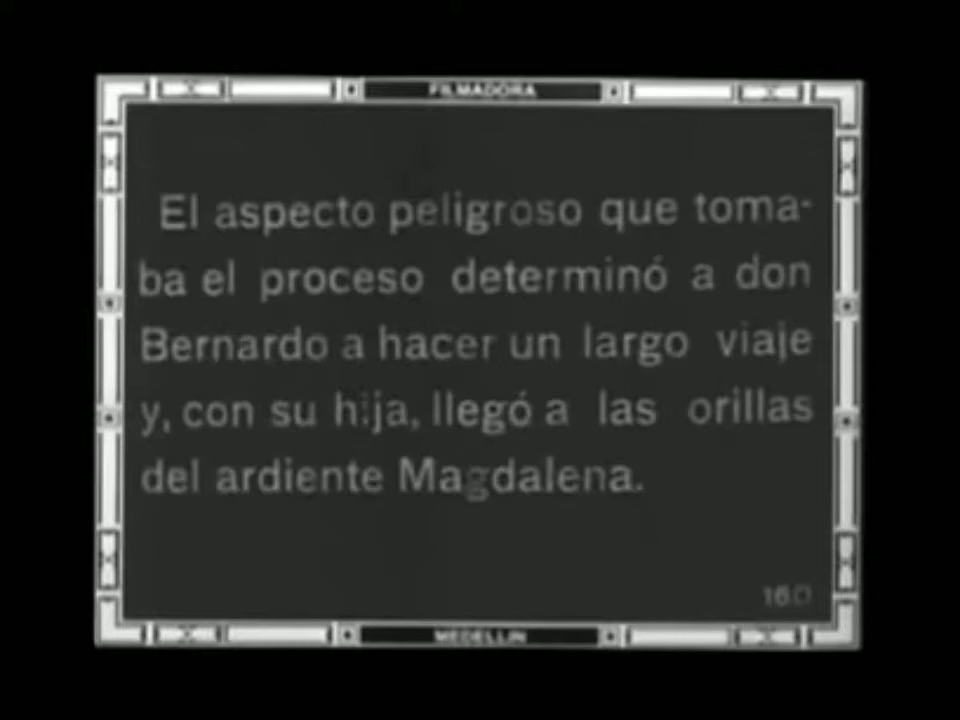 FILMADORA
El aspecto peligroso que toma-
ba el proceso determinó a don
Bernardo a hacer un largo viaje
y, con su hija, llegó a las orillas
del ardiente Magdalena.
MEDELLIN